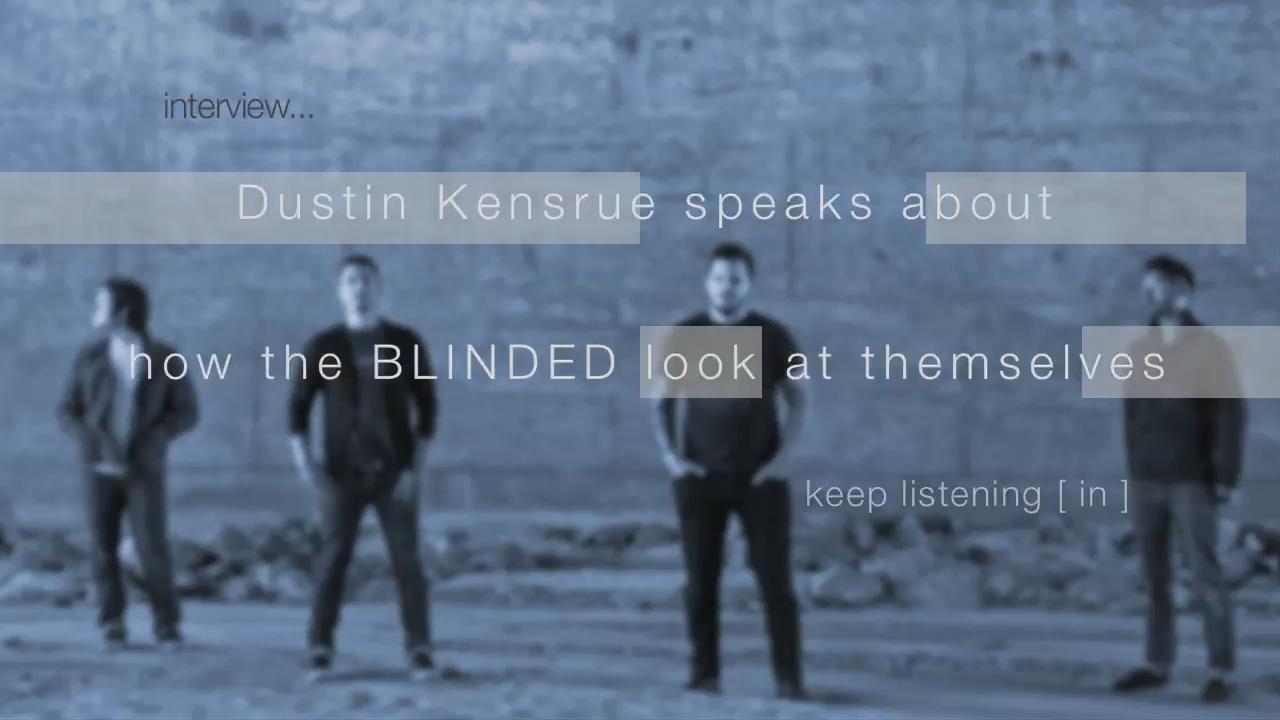 interview...
Dustin Kensrue speaks about
how the BLINDED look at themselves
keep listening [ in ]